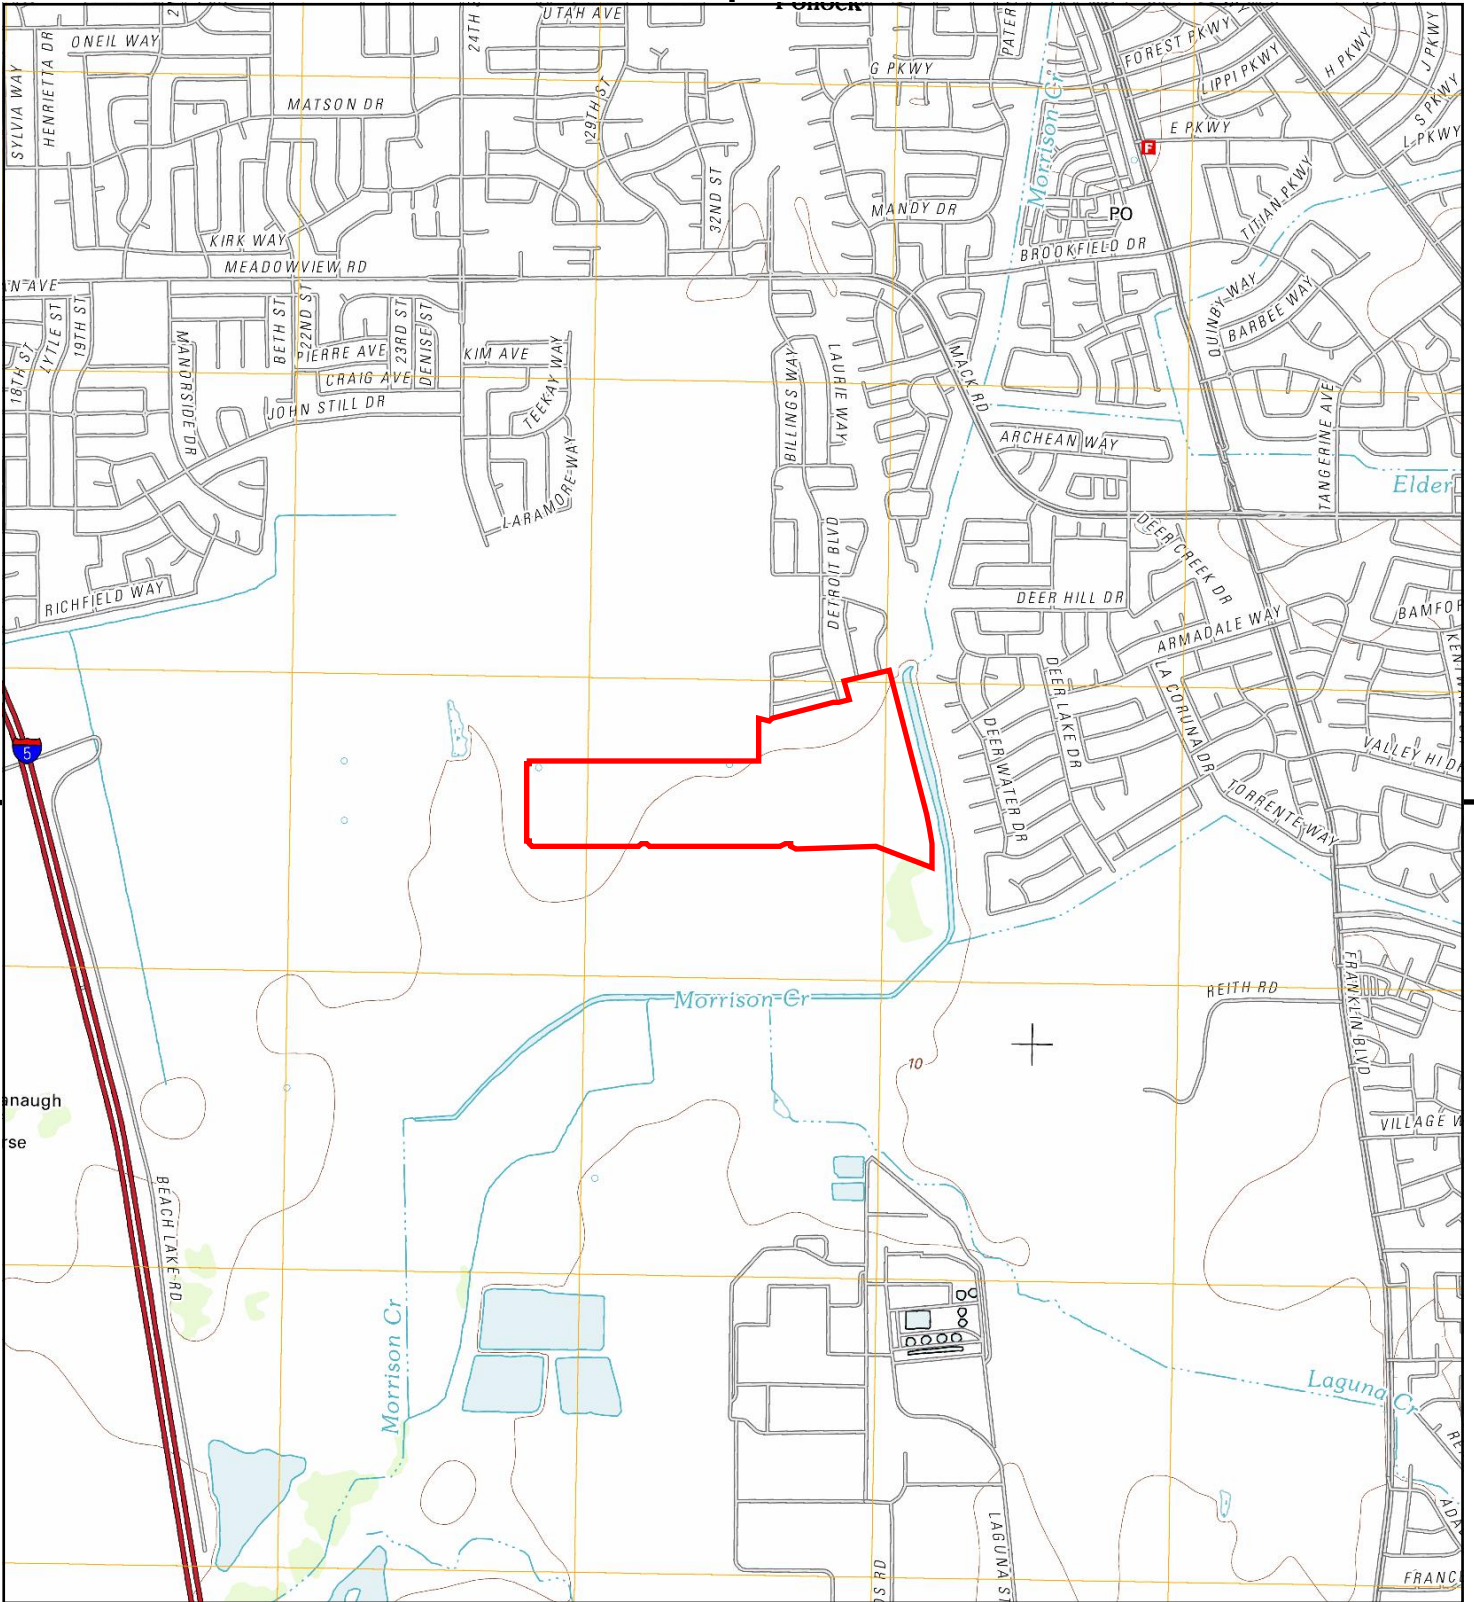 Pollock
UTAH AVE
24TH
PATER
ONEIL WAY
SYLVIA WAY
HENRIETTA DR
MATSON DR
29TH ST
G PKWY
Morrison Cr
FOREST PKWY
LIPPI PKWY
H PKWY
J PKWY
S PKWY
L PKWY
E PKWY
F
32ND ST
MANDY DR
PO
TITIAN PKWY
KIRK WAY
MEADOWVIEW RD
BROOKFIELD DR
N AVE
18TH ST
LYTLE ST
19TH ST
MANORSIDE DR
BETH ST
22ND ST
PIERRE AVE
23RD ST
DENISE ST
CRAIG AVE
JOHN STILL DR
KIM AVE
TEEKAY WAY
LARAMORE WAY
BILLINGS WAY
LAURIE WAY
MACK RD
QUINBY WAY
BARBEE WAY
ARCHEAN WAY
TANGERINE AVE
Elder
DETROIT BLVD
DEER CREEK DR
DEER HILL DR
RICHFIELD WAY
ARMADALE WAY
BAMFOR
DEER LAKE DR
LA CORUNA DR
DEER WATER DR
VALLEY HI DR
TORRENTE WAY
5
Morrison Cr
REITH RD
FRANKLIN BLVD
10
anaugh
rse
VILLAGE W
BEACH LAKE RD
Morrison Cr
Laguna Cr
LAGUNA ST
S RD
ADA
FRANC